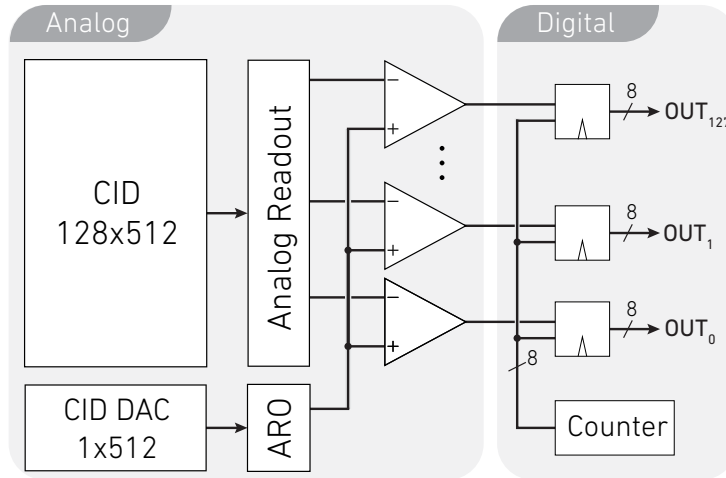 Analog
Digital
CID
128x512
Analog Readout
CID DAC
1x512
ARO
−
+
−
+
−
+
8
8
8
8
OUT
OUT₁
OUT₀
Counter